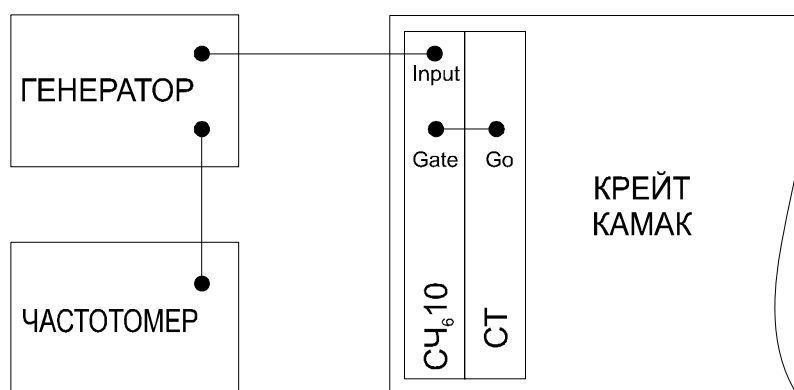 ГЕНЕРАТОР
Input
Gate
Go
КРЕЙТ
КАМАК
ЧАСТОТОМЕР
СЧ₆10
СТ